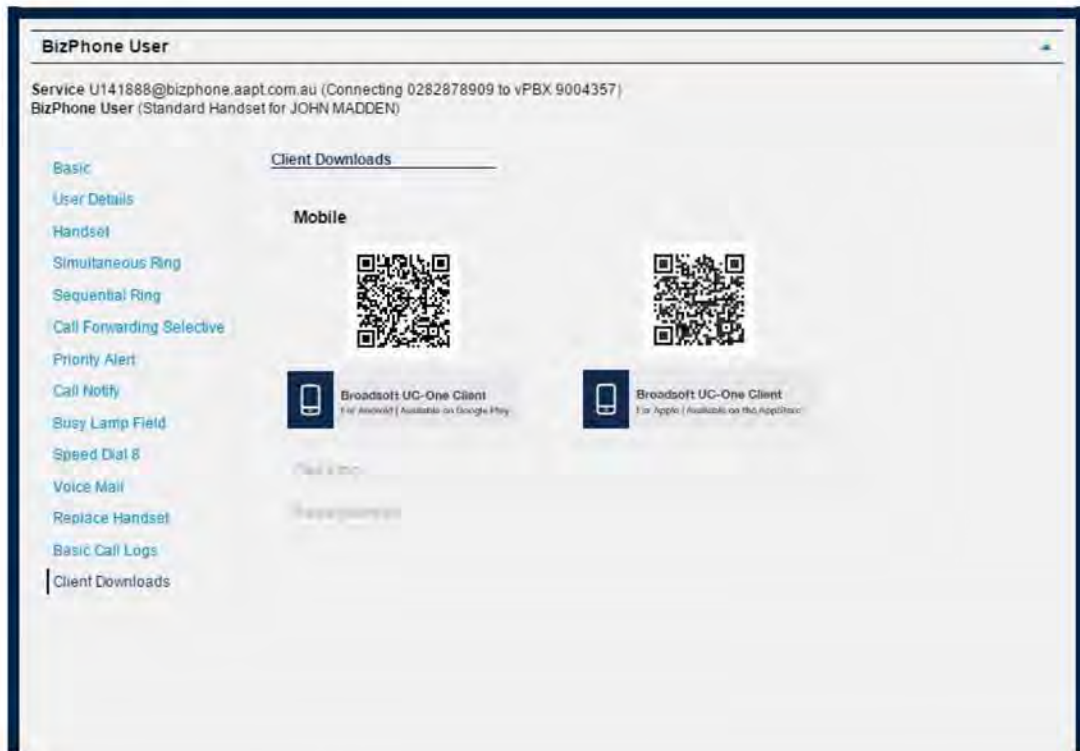 BizPhone User
Service U141888@bizphone.aapt.com.au (Connecting 0282878909 to vPBX 9004357)
BizPhone User (Standard Handset for JOHN MADDEN)
Client Downloads
Basic
User Details
Handset
Simultaneous Ring
Sequential Ring
Call Forwarding Selective
Priority Alert
Call Notify
Busy Lamp Field
Speed Dial 8
Voice Mail
Replace Handset
Basic Call Logs
Client Downloads
Mobile
Broadsoft UC-One Client
For Android | Available on Google Play
Broadsoft UC-One Client
For Apple | Available on the AppStore